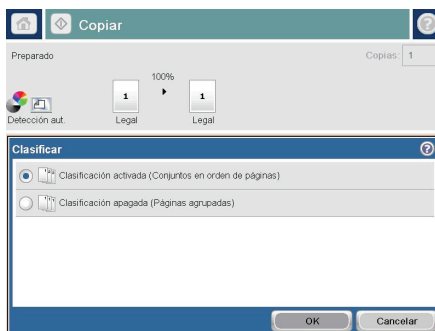 Copiar
Preparado
Copias: 1
100%
1 1
Detección aut. Legal Legal
Clasificar
Clasificación activada (Conjuntos en orden de páginas)
Clasificación apagada (Páginas agrupadas)
OK Cancelar